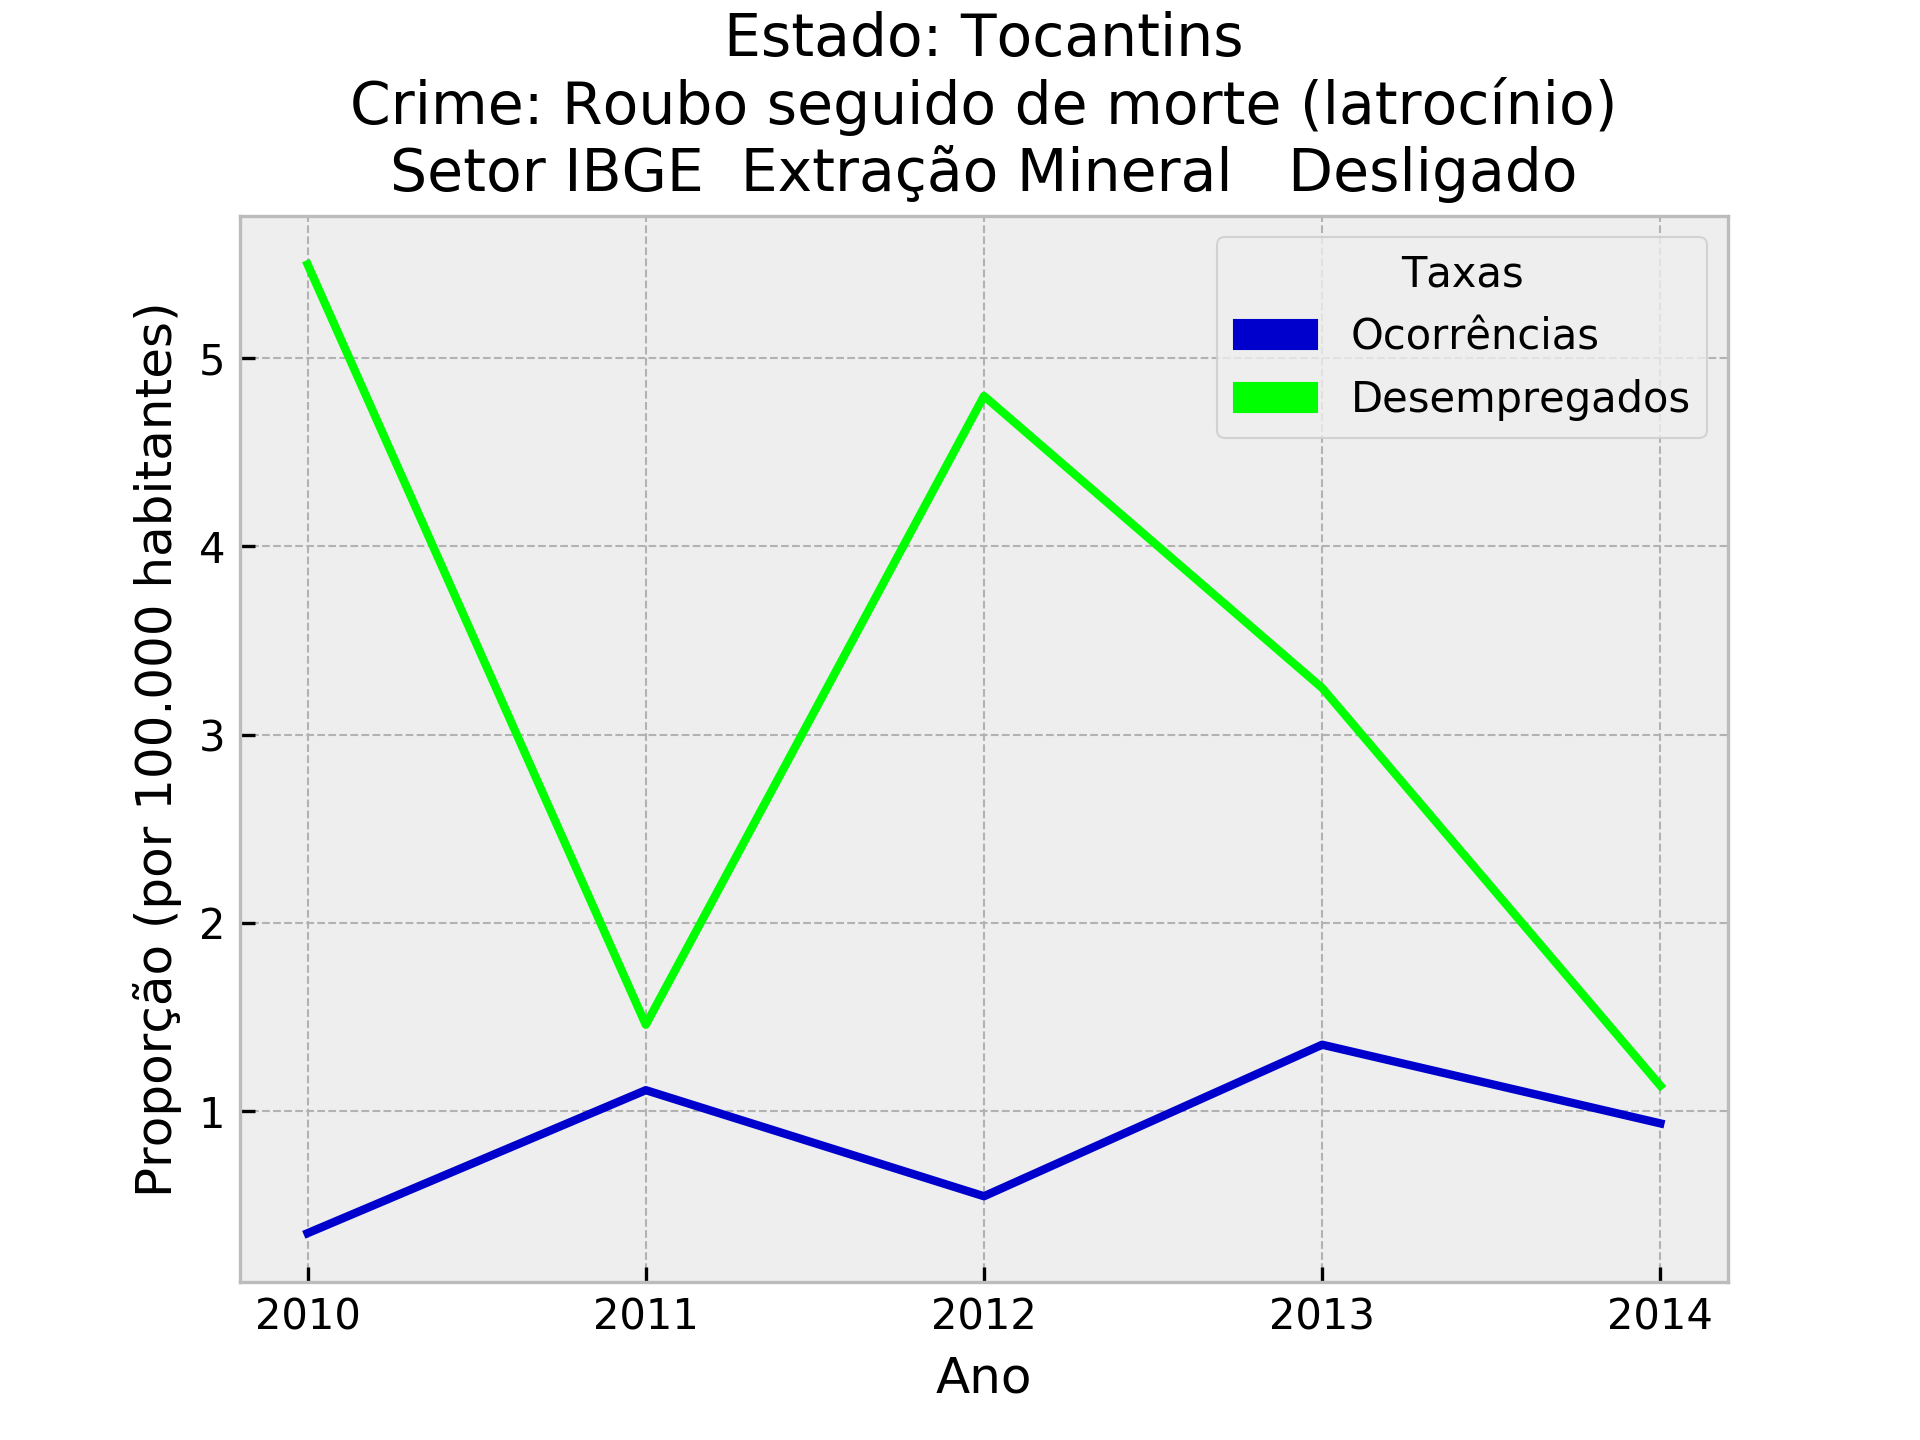 Estado: Tocantins
Crime: Roubo seguido de morte (latrocínio)
Setor IBGE  Extração Mineral   Desligado
Taxas
Ocorrências
Desempregados
Proporção (por 100.000 habitantes)
5
4
3
2
1
2010 2011 2012 2013 2014
Ano